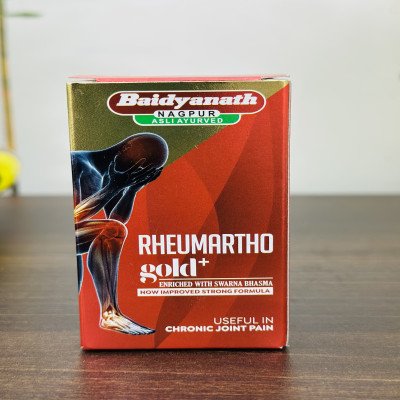 Baidyanath
NAGPUR
ASLI AYURVED
RHEUMARTHO
gold+
ENRICHED WITH SWARNA BHASMA
NOW IMPROVED STRONG FORMULA
USEFUL IN
CHRONIC JOINT PAIN